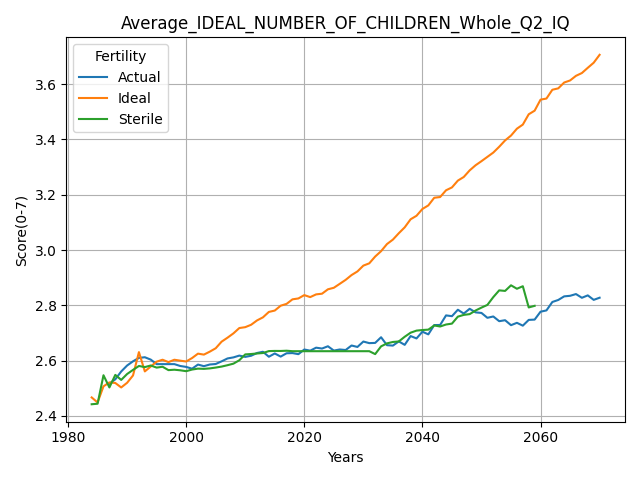 Average_IDEAL_NUMBER_OF_CHILDREN_Whole_Q2_IQ
Fertility
Actual
Ideal
Sterile
Score(0-7)
3.6
3.4
3.2
3.0
2.8
2.6
2.4
1980 2000 2020 2040 2060
Years